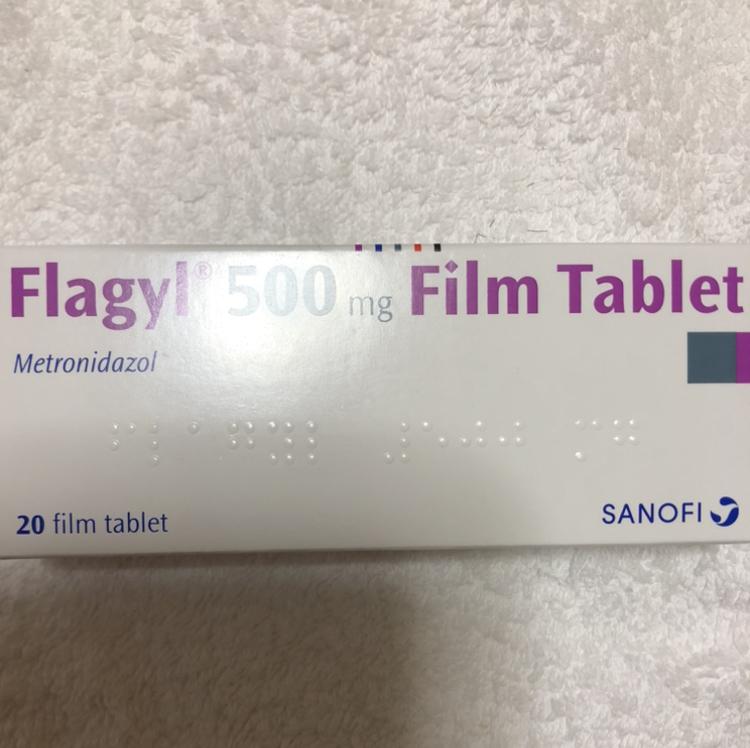 Flagyl® 500 mg Film Tablet
Metronidazol
20 film tablet
SANOFI